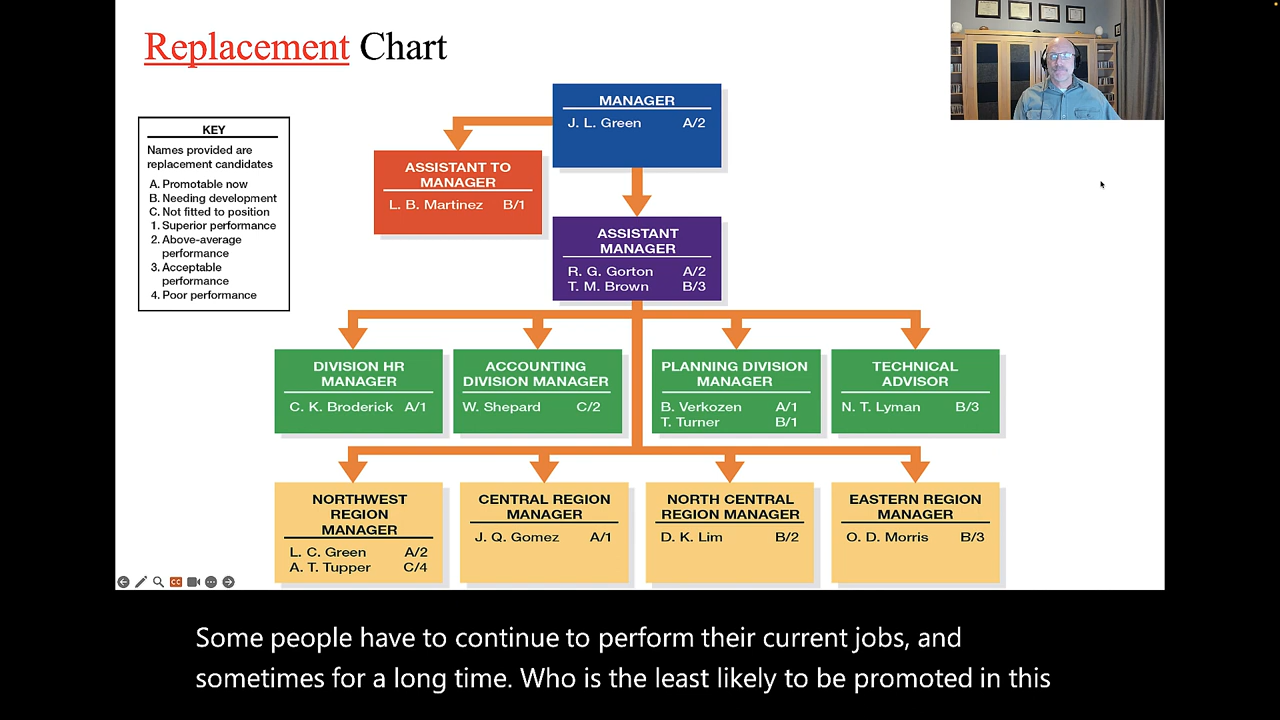 Replacement Chart
KEY
Names provided are
replacement candidates
A. Promotable now
B. Needing development
C. Not fitted to position
1. Superior performance
2. Above-average
performance
3. Acceptable
performance
4. Poor performance
MANAGER
J. L. Green A/2
ASSISTANT TO
MANAGER
L. B. Martinez B/1
ASSISTANT
MANAGER
R. G. Gorton A/2
T. M. Brown B/3
DIVISION HR
MANAGER
C. K. Broderick A/1
ACCOUNTING
DIVISION MANAGER
W. Shepard C/2
PLANNING DIVISION
MANAGER
B. Verkozen A/1
T. Turner B/1
TECHNICAL
ADVISOR
N. T. Lyman B/3
NORTHWEST
REGION
MANAGER
L. C. Green A/2
A. T. Tupper C/4
CENTRAL REGION
MANAGER
J. Q. Gomez A/1
NORTH CENTRAL
REGION MANAGER
D. K. Lim B/2
EASTERN REGION
MANAGER
O. D. Morris B/3
CC
Some people have to continue to perform their current jobs, and
sometimes for a long time. Who is the least likely to be promoted in this